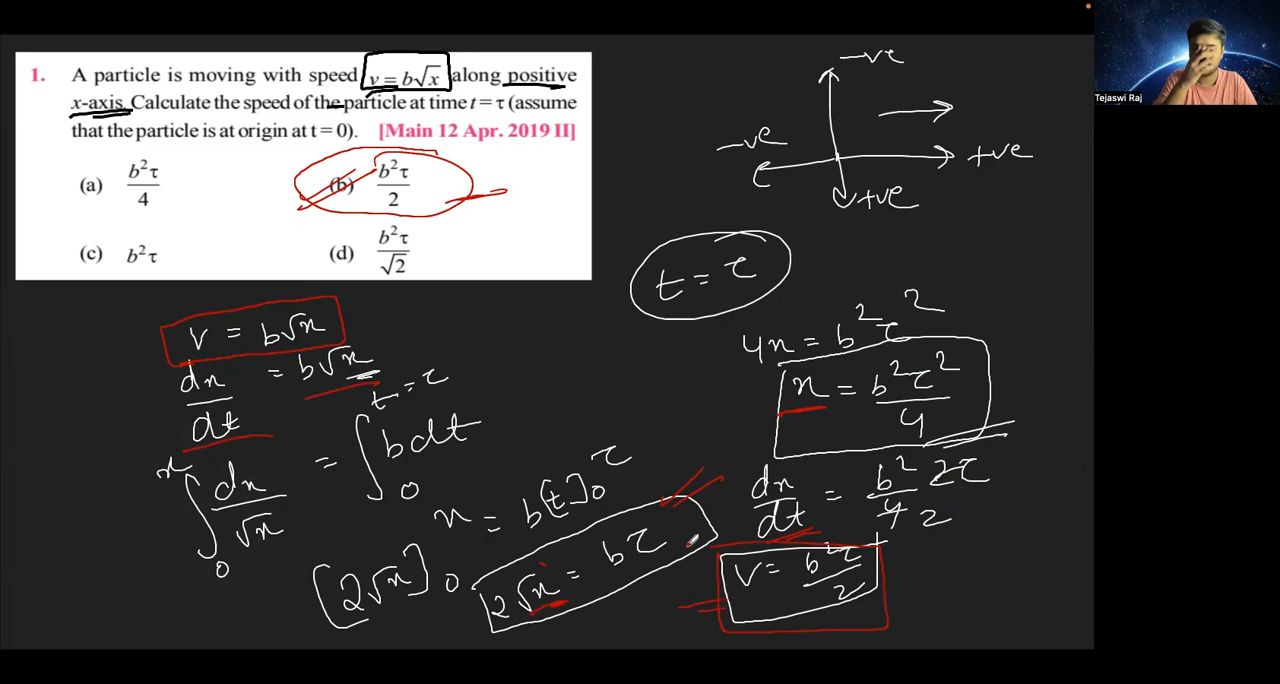 1. A particle is moving with speed v = b√x along positive
x-axis. Calculate the speed of the particle at time t = τ (assume
that the particle is at origin at t = 0). [Main 12 Apr. 2019 II]
(a) b²τ/4 (b) b²τ/2
(c) b²τ (d) b²τ/√2
Tejaswi Raj
-ve
-ve
+ve
+ve
t = τ
v = b√x
dx/dt = b√x
∫₀ˣ dx/√x = ∫₀^(t=τ) b dt
[2√x]₀ˣ = b[t]₀^τ
2√x = bτ
4x = b²τ²
x = b²τ²/4
dx/dt = b²/4 2τ
2
V = b²τ/2